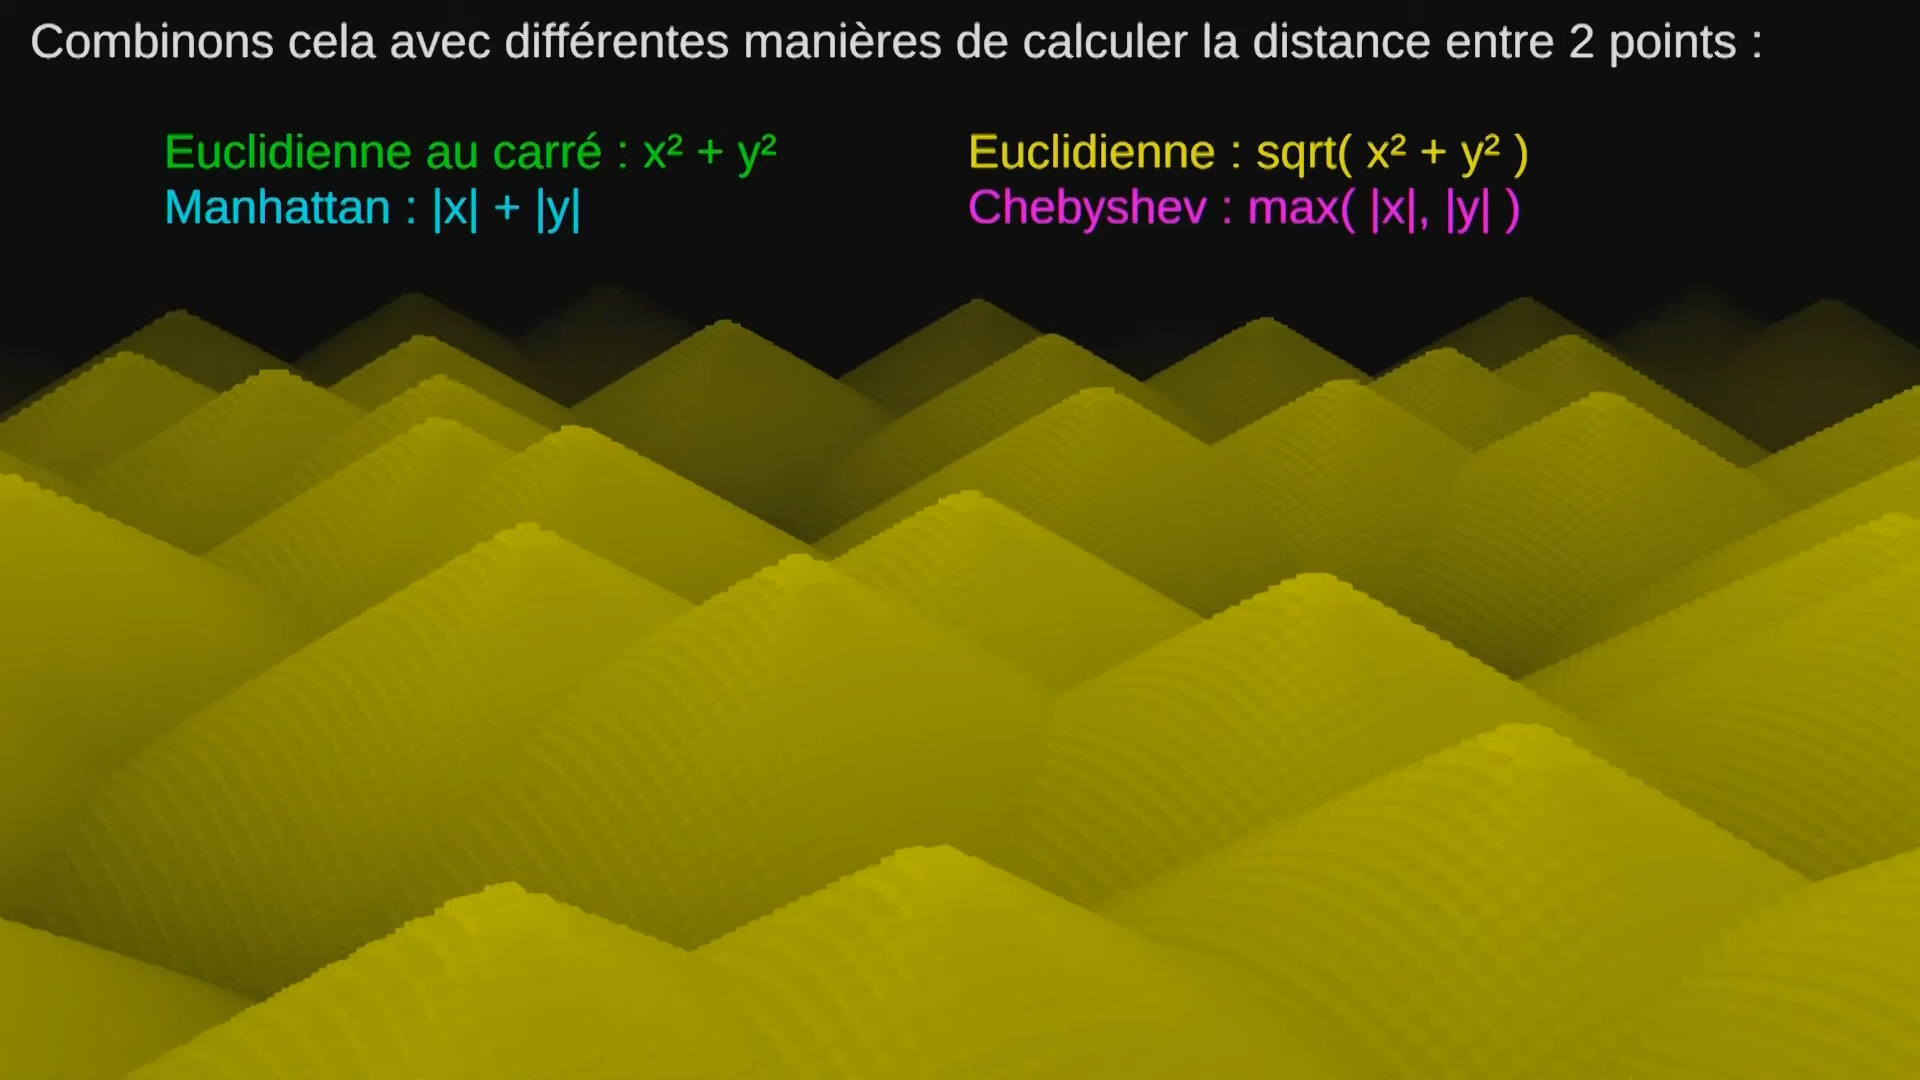 Combinons cela avec différentes manières de calculer la distance entre 2 points :
Euclidienne au carré : x² + y²
Manhattan : |x| + |y|
Euclidienne : sqrt( x² + y² )
Chebyshev : max( |x|, |y| )